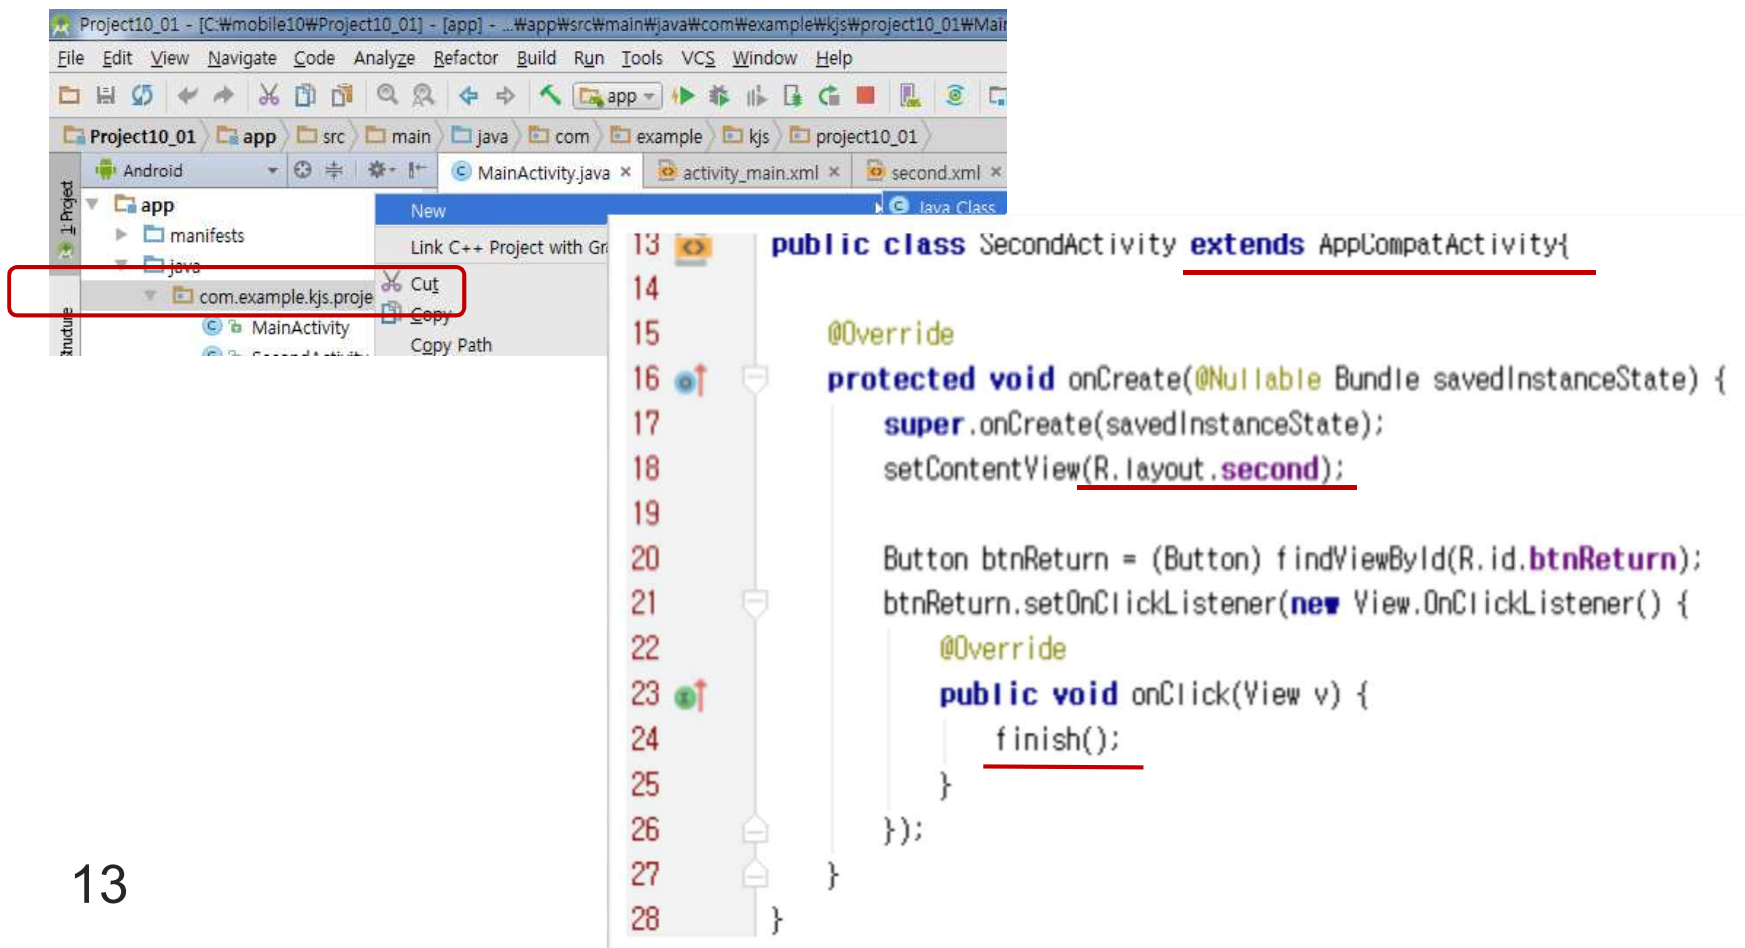 Project10_01 - [C:₩mobile10₩Project10_01] - [app] - ...₩app₩src₩main₩java₩com₩example₩kjs₩project10_01₩Mai
File Edit View Navigate Code Analyze Refactor Build Run Tools VCS Window Help
app
Project10_01 app src main java com example kjs project10_01
Android MainActivity.java × activity_main.xml × second.xml ×
1: Project
app
manifests
java
com.example.kjs.proje
MainActivity
SecondActivity
New
Java Class
Link C++ Project with Gr
Cut
Copy
Copy Path
13 public class SecondActivity extends AppCompatActivity{
14
15 @Override
16 protected void onCreate(@Nullable Bundle savedInstanceState) {
17 super.onCreate(savedInstanceState);
18 setContentView(R.layout.second);
19
20 Button btnReturn = (Button) findViewById(R.id.btnReturn);
21 btnReturn.setOnClickListener(new View.OnClickListener() {
22 @Override
23 public void onClick(View v) {
24 finish();
25 }
26 });
27 }
28 }
13